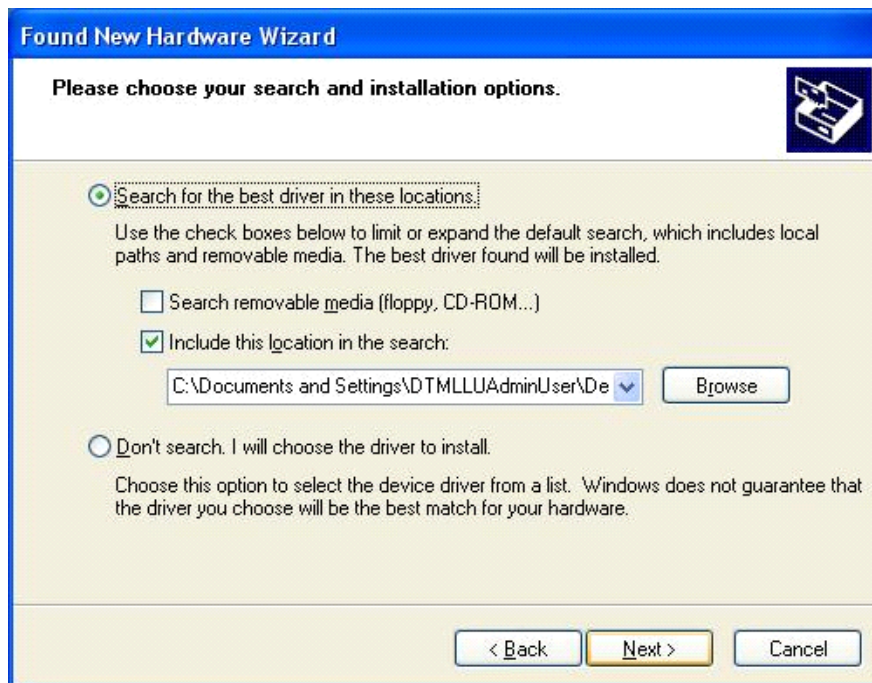 Found New Hardware Wizard
Please choose your search and installation options.
Search for the best driver in these locations.
Use the check boxes below to limit or expand the default search, which includes local
paths and removable media. The best driver found will be installed.
Search removable media (floppy, CD-ROM...)
Include this location in the search:
C:\Documents and Settings\DTMLLUAdminUser\De
Browse
Don't search. I will choose the driver to install.
Choose this option to select the device driver from a list. Windows does not guarantee that
the driver you choose will be the best match for your hardware.
< Back Next > Cancel